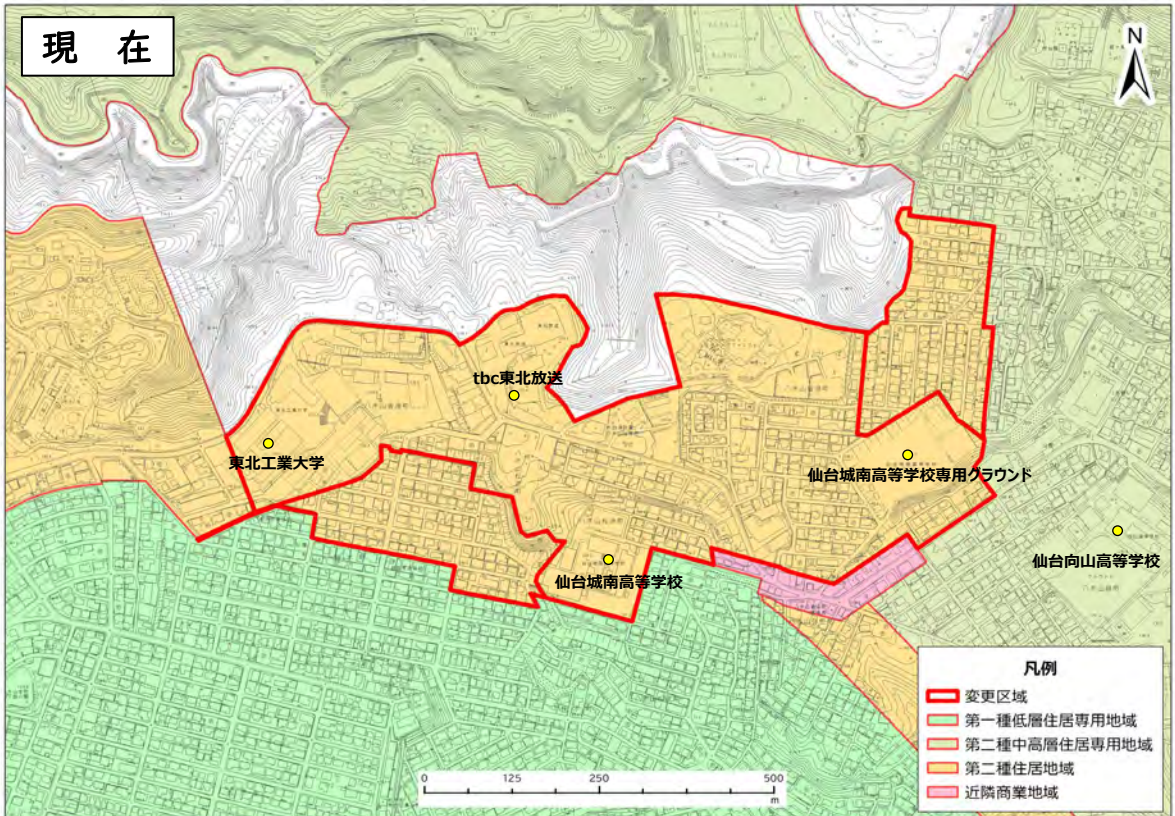 現 在
N
tbc東北放送
東北工業大学
仙台城南高等学校専用グラウンド
仙台向山高等学校
仙台城南高等学校
凡例
変更区域
第一種低層住居専用地域
第二種中高層住居専用地域
第二種住居地域
近隣商業地域
0 125 250 500
m